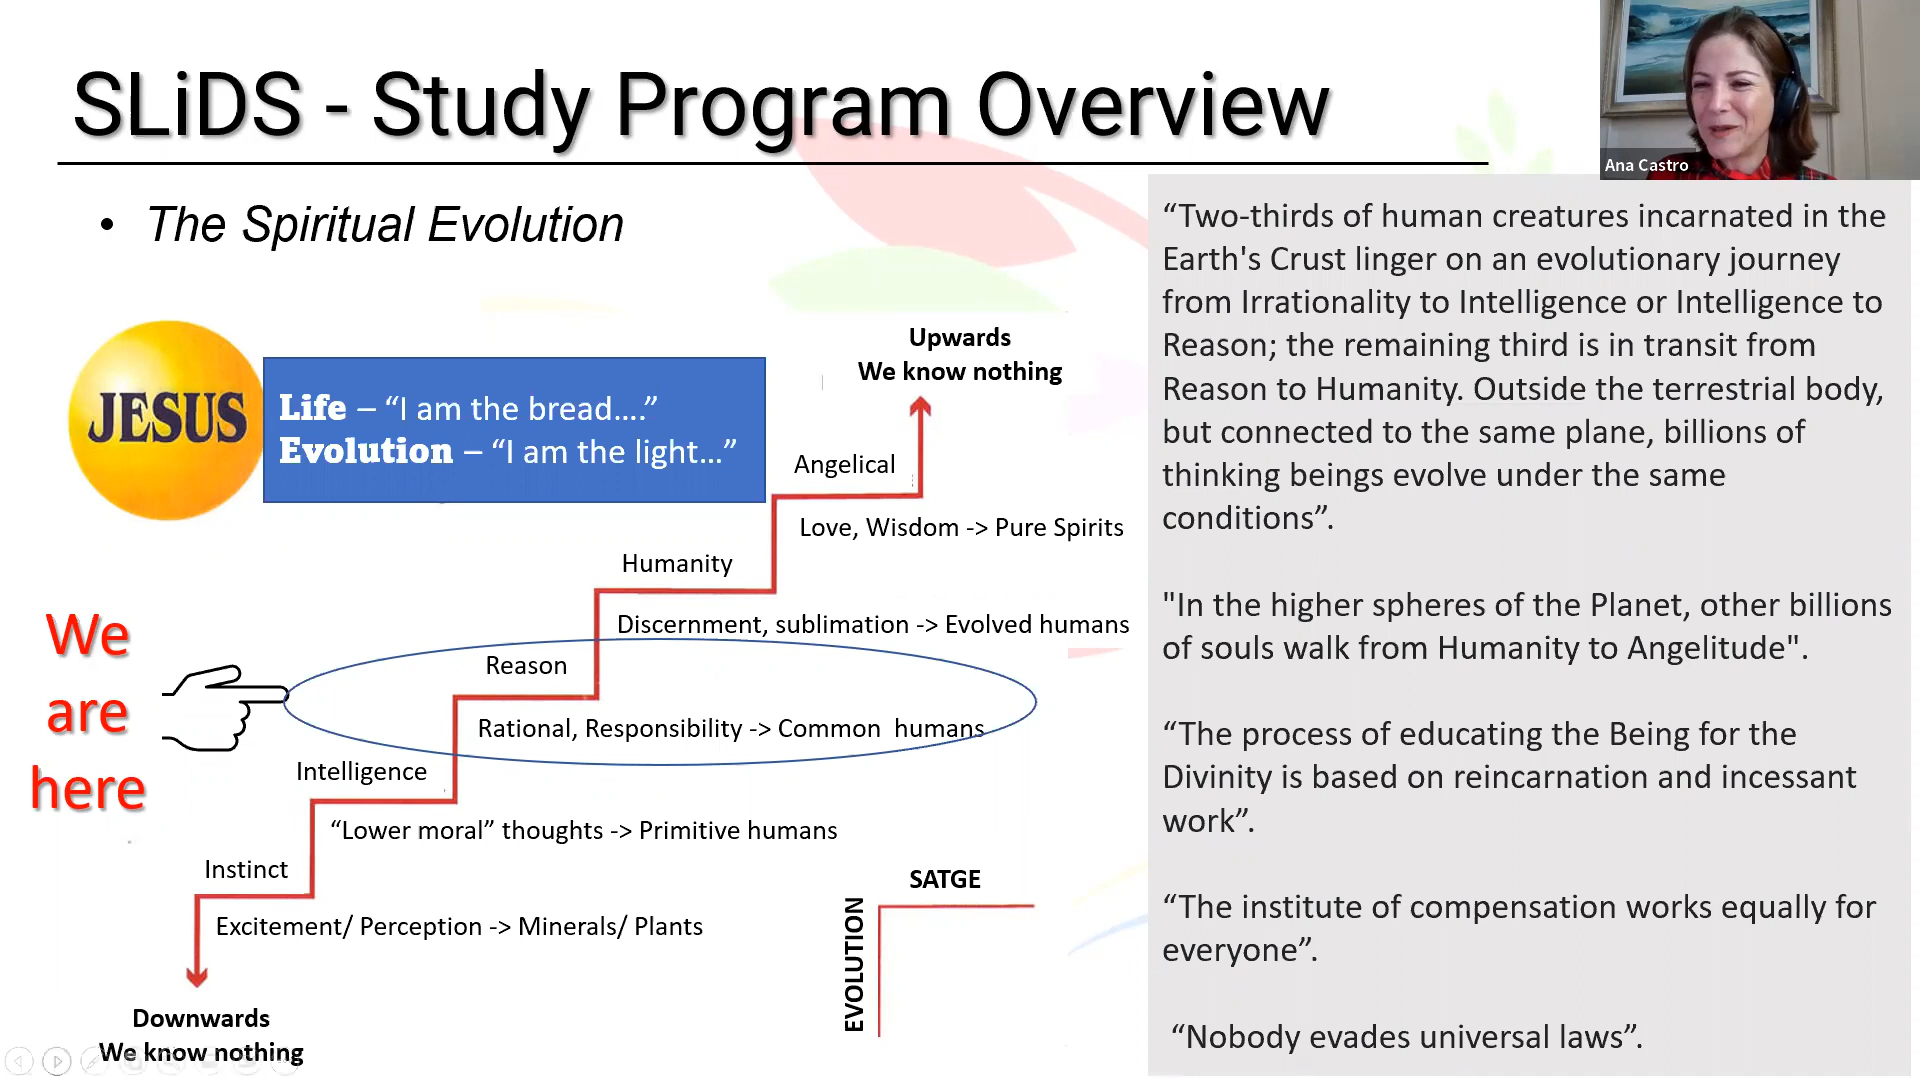 SLiDS - Study Program Overview
Ana Castro
• The Spiritual Evolution
JESUS
Life – “I am the bread….”
Evolution – “I am the light…”
Upwards
We know nothing
Angelical
Love, Wisdom -> Pure Spirits
Humanity
Discernment, sublimation -> Evolved humans
We
are
here
Reason
Rational, Responsibility -> Common  humans
Intelligence
“Lower moral” thoughts -> Primitive humans
Instinct
Excitement/ Perception -> Minerals/ Plants
Downwards
We know nothing
SATGE
EVOLUTION
“Two-thirds of human creatures incarnated in the
Earth's Crust linger on an evolutionary journey
from Irrationality to Intelligence or Intelligence to
Reason; the remaining third is in transit from
Reason to Humanity. Outside the terrestrial body,
but connected to the same plane, billions of
thinking beings evolve under the same
conditions”.
"In the higher spheres of the Planet, other billions
of souls walk from Humanity to Angelitude".
“The process of educating the Being for the
Divinity is based on reincarnation and incessant
work”.
“The institute of compensation works equally for
everyone”.
“Nobody evades universal laws”.